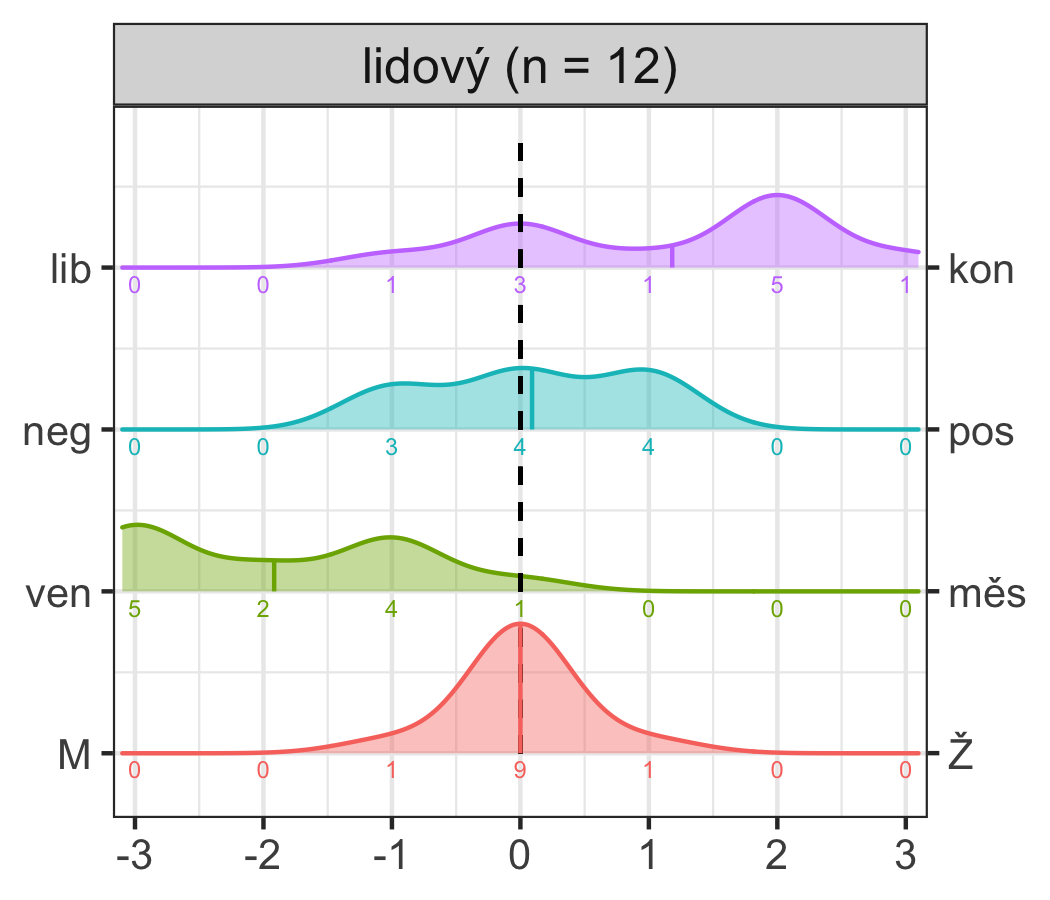 lidový (n = 12)
lib kon
0 0 1 3 1 5 1
neg pos
0 0 3 4 4 0 0
ven měs
5 2 4 1 0 0 0
M Ž
0 0 1 9 1 0 0
-3 -2 -1 0 1 2 3